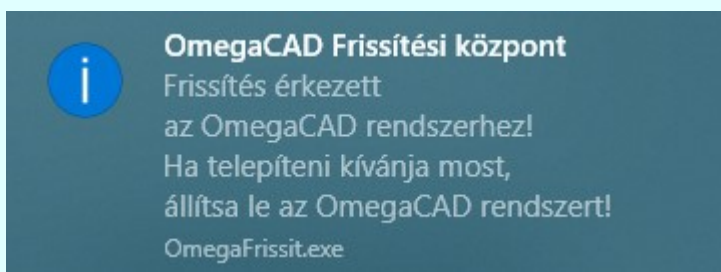 OmegaCAD Frissítési központ
Frissítés érkezett
az OmegaCAD rendszerhez!
Ha telepíteni kívánja most,
állítsa le az OmegaCAD rendszert!
OmegaFrissit.exe